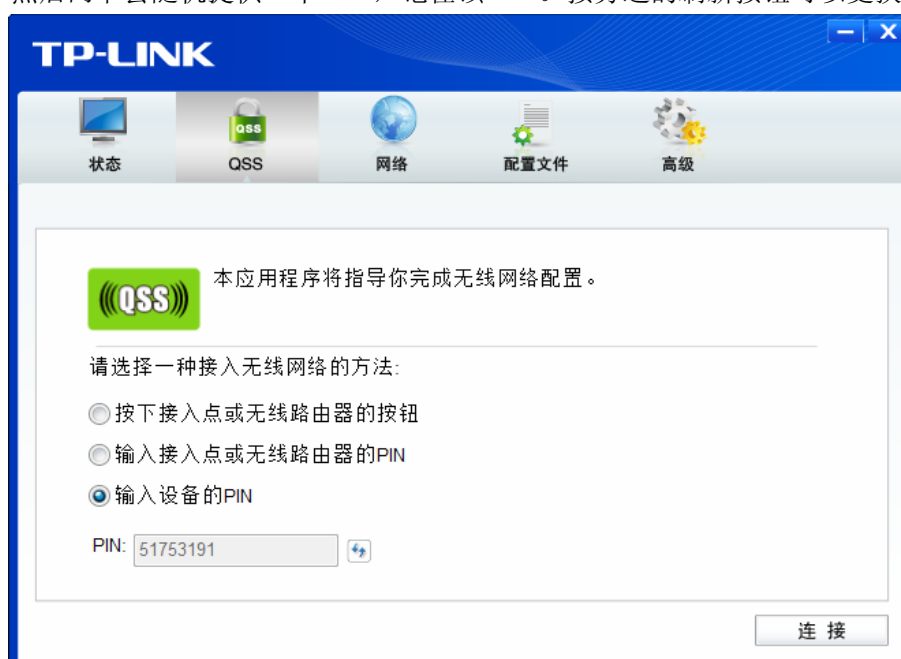 TP-LINK
QSS
状态
QSS
网络
配置文件
高级
QSS
本应用程序将指导你完成无线网络配置。
请选择一种接入无线网络的方法:
按下接入点或无线路由器的按钮
输入接入点或无线路由器的PIN
输入设备的PIN
PIN: 51753191
连 接